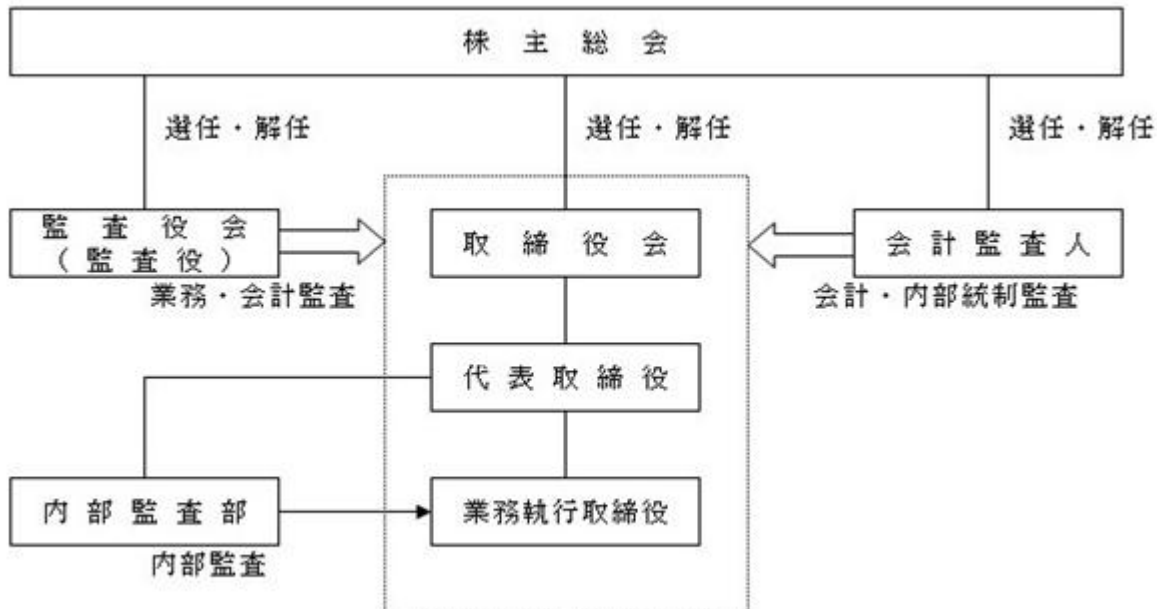 株主総会
選任・解任
選任・解任
選任・解任
監査役会
(監査役)
取締役会
会計監査人
業務・会計監査
会計・内部統制監査
代表取締役
内部監査部
業務執行取締役
内部監査